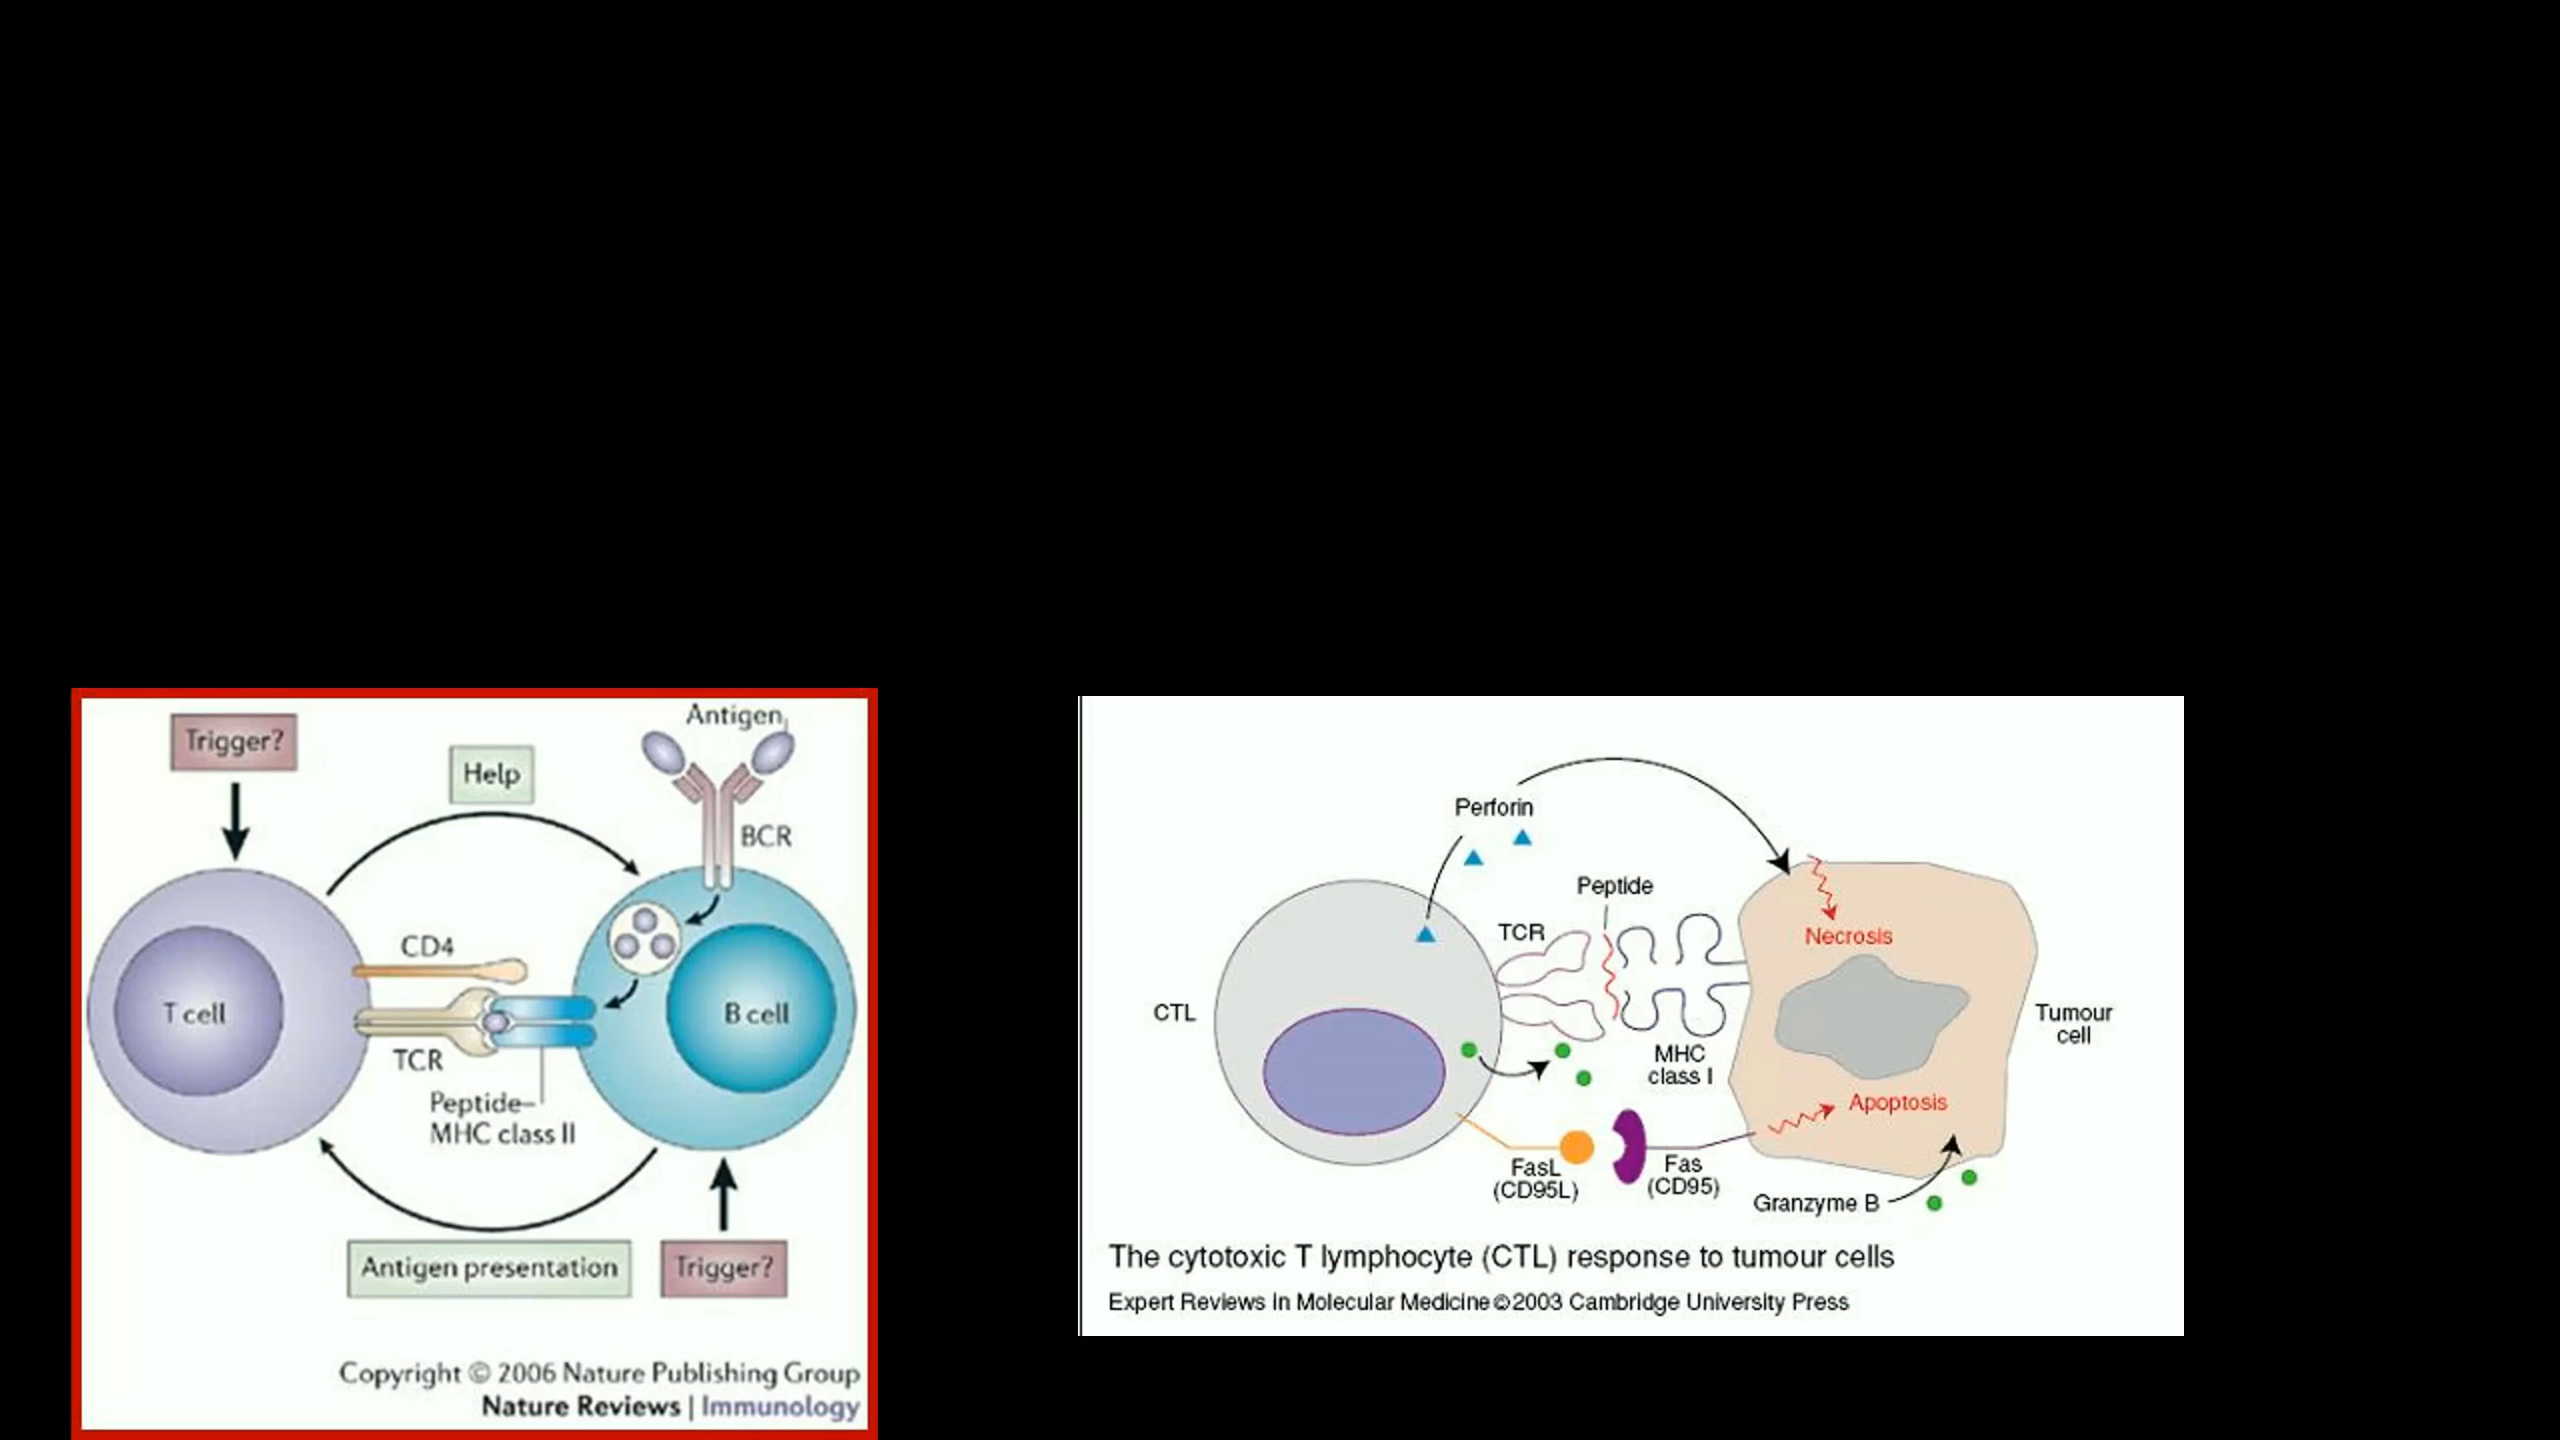 Trigger?
Help
Antigen
BCR
CD4
T cell
B cell
TCR
Peptide–
MHC class II
Antigen presentation
Trigger?
Copyright © 2006 Nature Publishing Group
Nature Reviews | Immunology
Perforin
Peptide
TCR
Necrosis
CTL
Tumour
cell
MHC
class I
Apoptosis
FasL
(CD95L)
Fas
(CD95)
Granzyme B
The cytotoxic T lymphocyte (CTL) response to tumour cells
Expert Reviews in Molecular Medicine©2003 Cambridge University Press